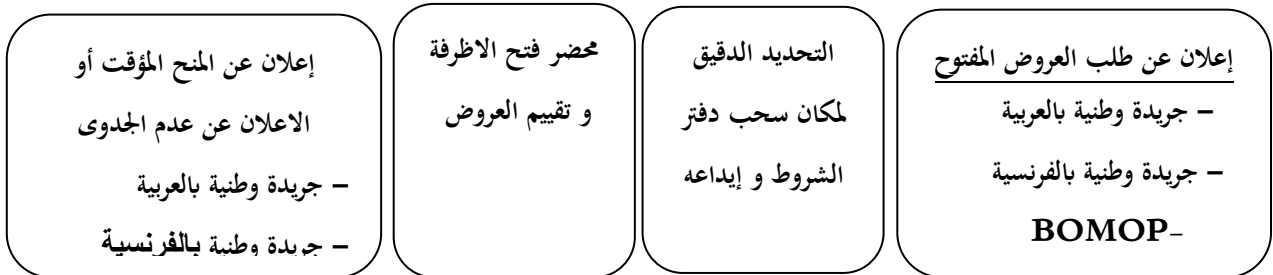 إعلان عن طلب العروض المفتوح
– جريدة وطنية بالعربية
– جريدة وطنية بالفرنسية
BOMOP-
التحديد الدقيق
لمكان سحب دفتر
الشروط و إيداعه
محضر فتح الاظرفة
و تقييم العروض
إعلان عن المنح المؤقت أو
الاعلان عن عدم الجدوى
– جريدة وطنية بالعربية
– جريدة وطنية بالفرنسية